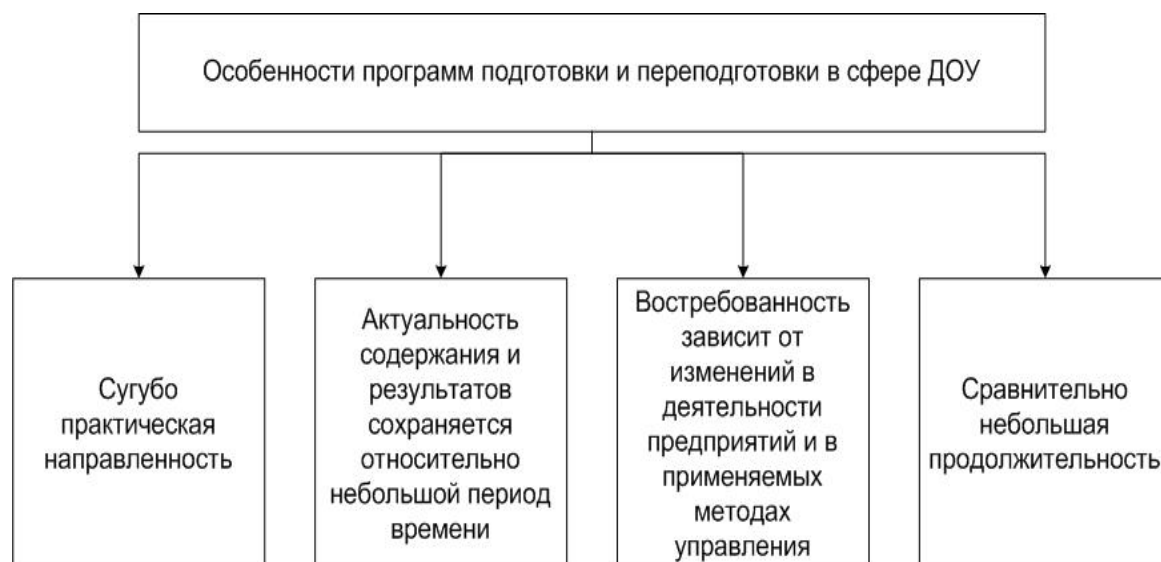 Особенности программ подготовки и переподготовки в сфере ДОУ
Сугубо
практическая
направленность
Актуальность
содержания и
результатов
сохраняется
относительно
небольшой период
времени
Востребованность
зависит от
изменений в
деятельности
предприятий и в
применяемых
методах
управления
Сравнительно
небольшая
продолжительность